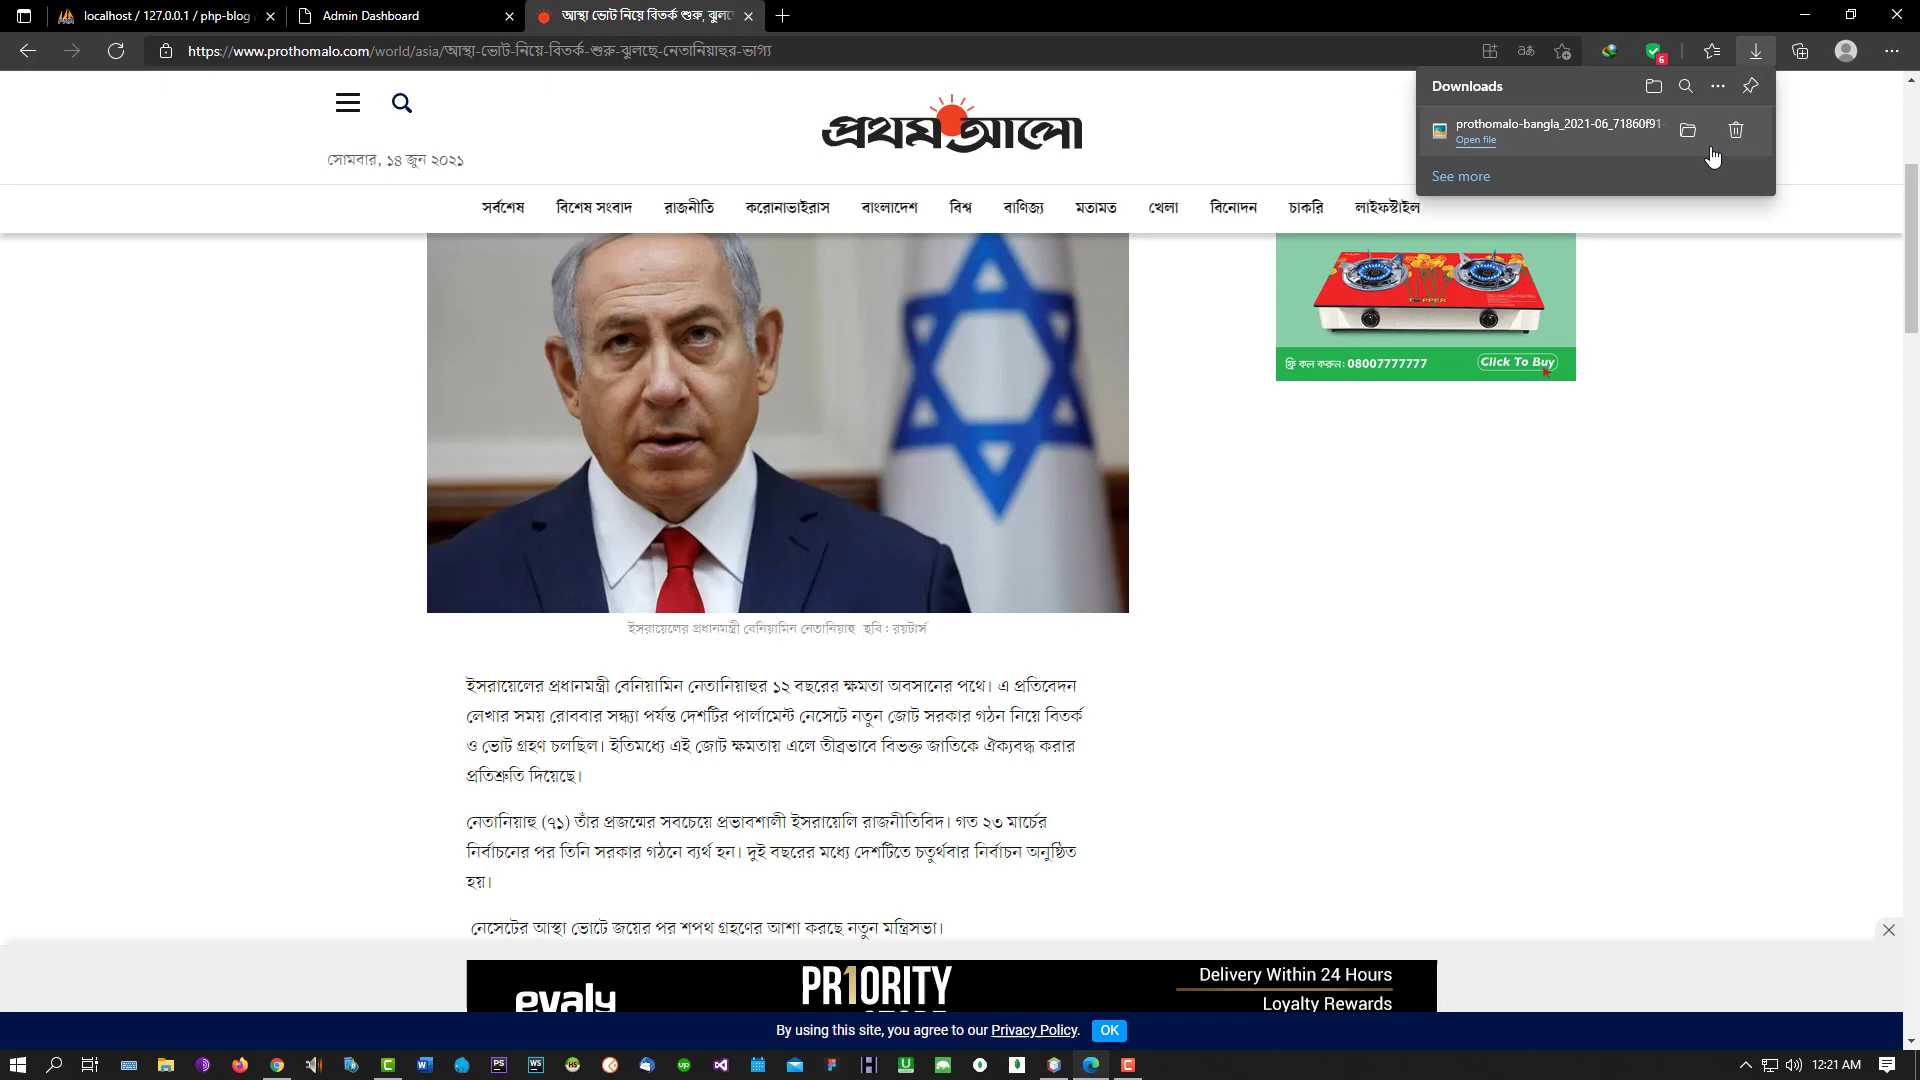 localhost / 127.0.0.1 / php-blog
Admin Dashboard
আস্থা ভোট নিয়ে বিতর্ক শুরু, ঝুলছে
https://www.prothomalo.com/world/asia/আস্থা-ভোট-নিয়ে-বিতর্ক-শুরু-ঝুলছে-নেতানিয়াহুর-ভাগ্য
6
Downloads
prothomalo-bangla_2021-06_71860f91-
Open file
See more
প্রথম আলো
সোমবার, ১৪ জুন ২০২১
সর্বশেষ বিশেষ সংবাদ রাজনীতি করোনাভাইরাস বাংলাদেশ বিশ্ব বাণিজ্য মতামত খেলা বিনোদন চাকরি লাইফস্টাইল
TOPPER
ফ্রি কল করুন: 08007777777
Click To Buy
ইসরায়েলের প্রধানমন্ত্রী বেনিয়ামিন নেতানিয়াহু ছবি : রয়টার্স
ইসরায়েলের প্রধানমন্ত্রী বেনিয়ামিন নেতানিয়াহুর ১২ বছরের ক্ষমতা অবসানের পথে। এ প্রতিবেদন
লেখার সময় রোববার সন্ধ্যা পর্যন্ত দেশটির পার্লামেন্ট নেসেটে নতুন জোট সরকার গঠন নিয়ে বিতর্ক
ও ভোট গ্রহণ চলছিল। ইতিমধ্যে এই জোট ক্ষমতায় এলে তীব্রভাবে বিভক্ত জাতিকে ঐক্যবদ্ধ করার
প্রতিশ্রুতি দিয়েছে।
নেতানিয়াহু (৭১) তাঁর প্রজন্মের সবচেয়ে প্রভাবশালী ইসরায়েলি রাজনীতিবিদ। গত ২৩ মার্চের
নির্বাচনের পর তিনি সরকার গঠনে ব্যর্থ হন। দুই বছরের মধ্যে দেশটিতে চতুর্থবার নির্বাচন অনুষ্ঠিত
হয়।
নেসেটের আস্থা ভোটে জয়ের পর শপথ গ্রহণের আশা করছে নতুন মন্ত্রিসভা।
evaly
PR1ORITY
Delivery Within 24 Hours
Loyalty Rewards
By using this site, you agree to our Privacy Policy. OK
12:21 AM